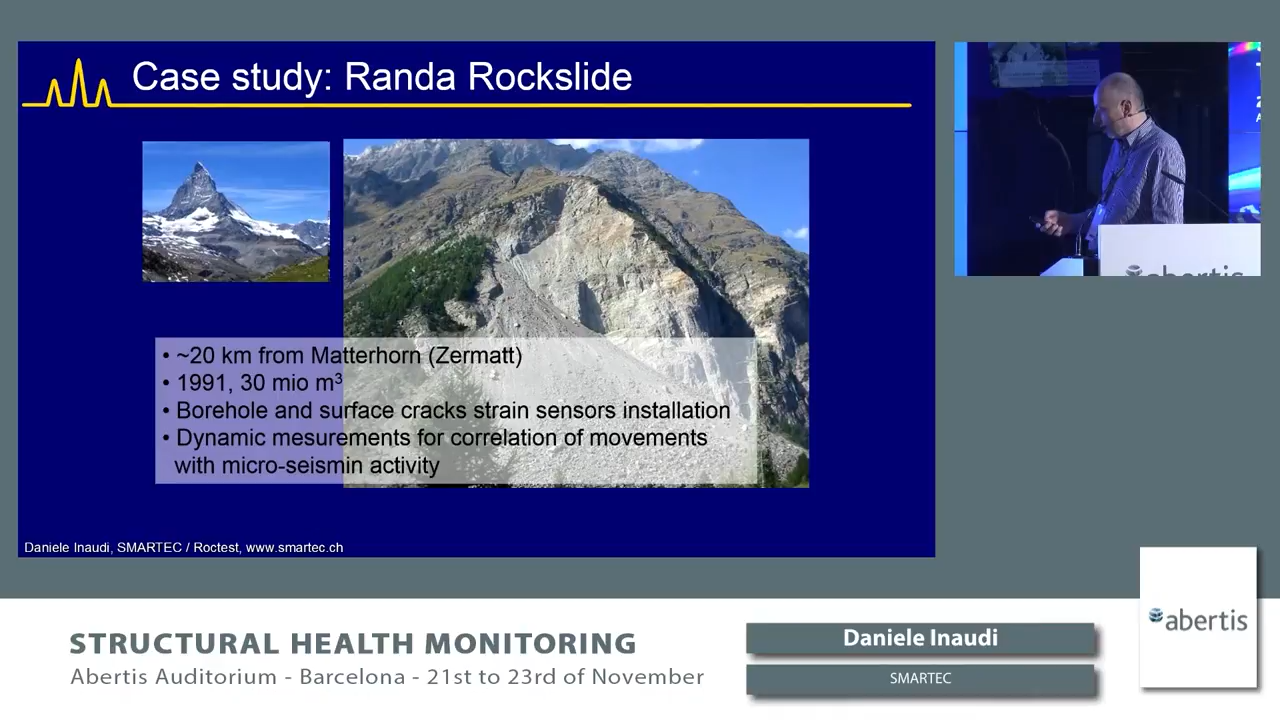 Case study: Randa Rockslide
• ~20 km from Matterhorn (Zermatt)
• 1991, 30 mio m³
• Borehole and surface cracks strain sensors installation
• Dynamic mesurements for correlation of movements
with micro-seismin activity
Daniele Inaudi, SMARTEC / Roctest, www.smartec.ch
abertis
abertis
STRUCTURAL HEALTH MONITORING
Abertis Auditorium - Barcelona - 21st to 23rd of November
Daniele Inaudi
SMARTEC